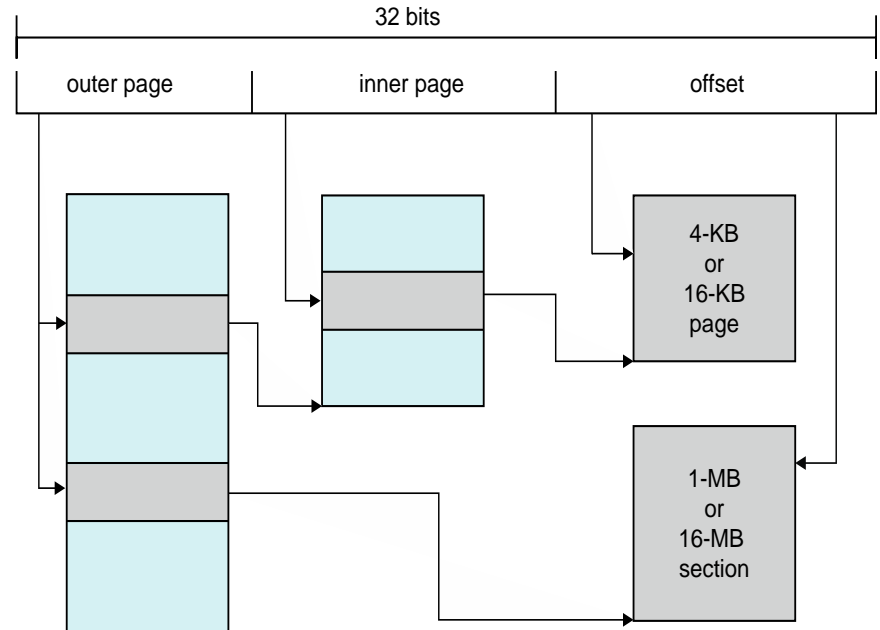 32 bits
outer page
inner page
offset
4-KB
or
16-KB
page
1-MB
or
16-MB
section